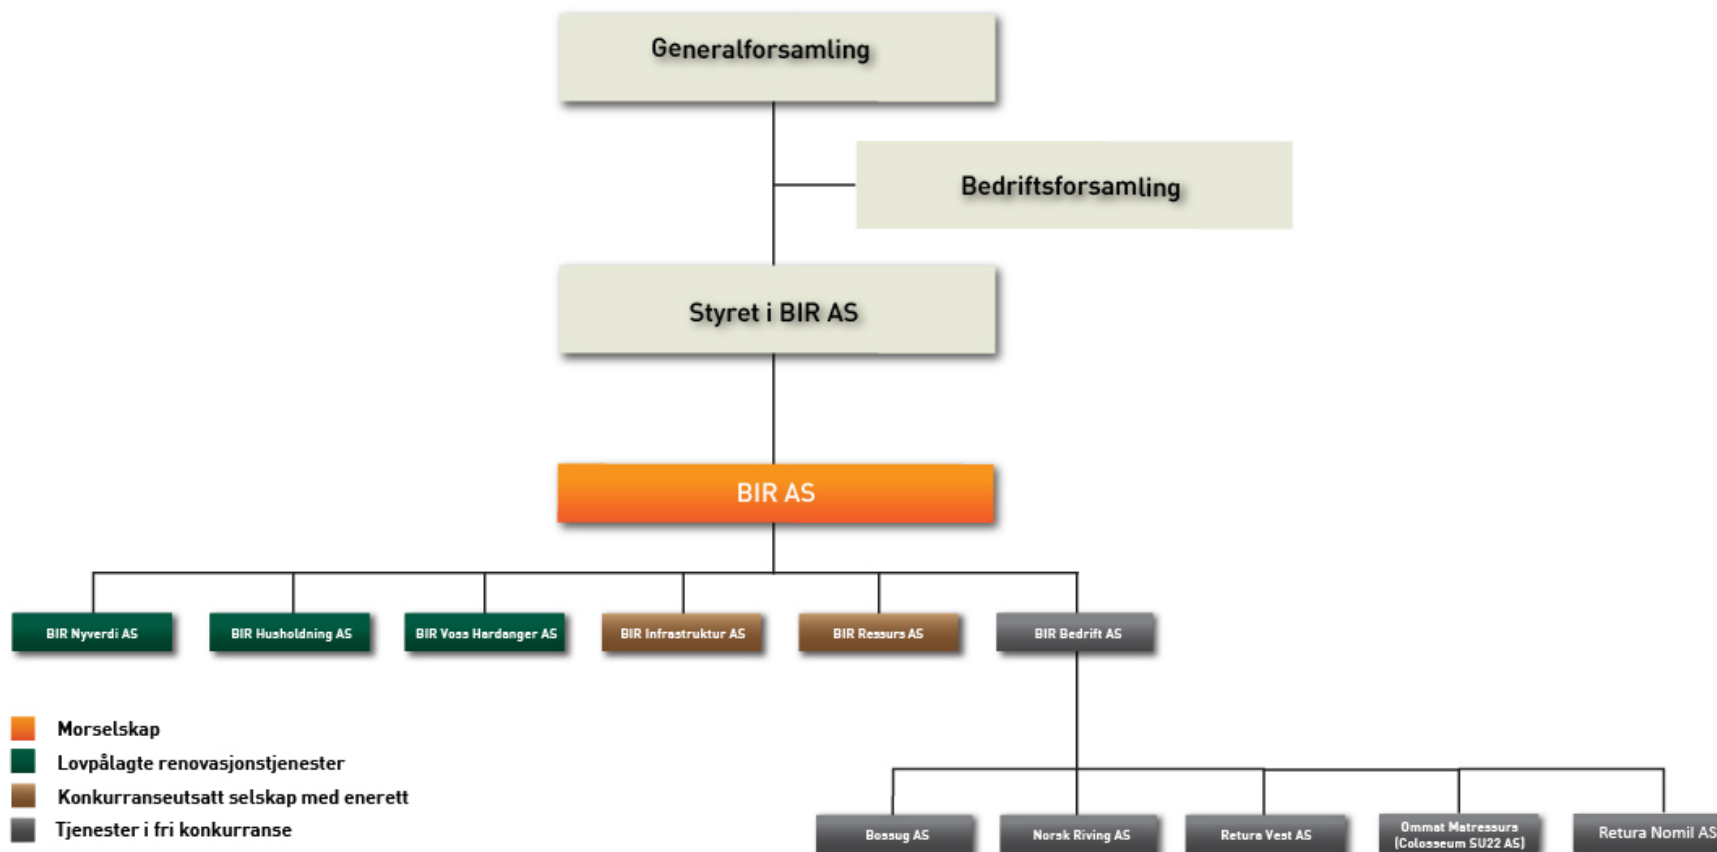 Generalforsamling
Bedriftsforsamling
Styret i BIR AS
BIR AS
BIR Nyverdi AS
BIR Husholdning AS
BIR Voss Hardanger AS
BIR Infrastruktur AS
BIR Ressurs AS
BIR Bedrift AS
Morselskap
Lovpålagte renovasjonstjenester
Konkurranseutsatt selskap med enerett
Tjenester i fri konkurranse
Bossug AS
Norsk Riving AS
Retura Vest AS
Ommat Matressurs
(Colosseum SU22 AS)
Retura Nomil AS